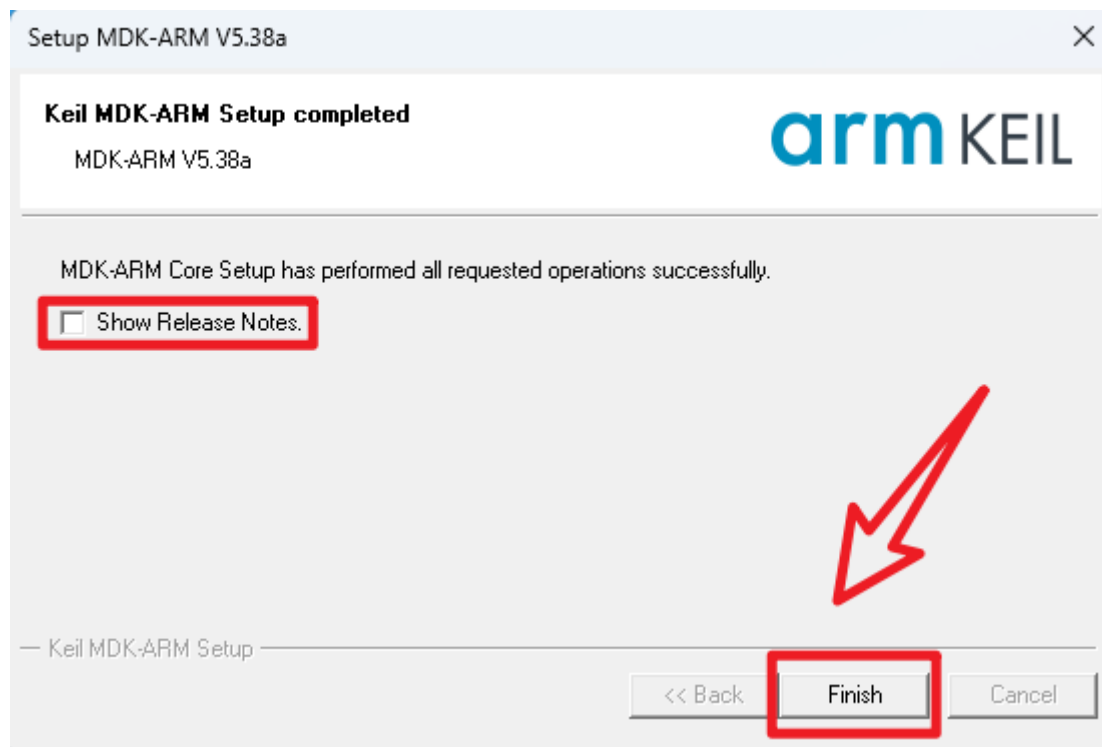 Setup MDK-ARM V5.38a
Keil MDK-ARM Setup completed
MDK-ARM V5.38a
arm KEIL
MDK-ARM Core Setup has performed all requested operations successfully.
Show Release Notes.
Keil MDK-ARM Setup
<< Back
Finish
Cancel